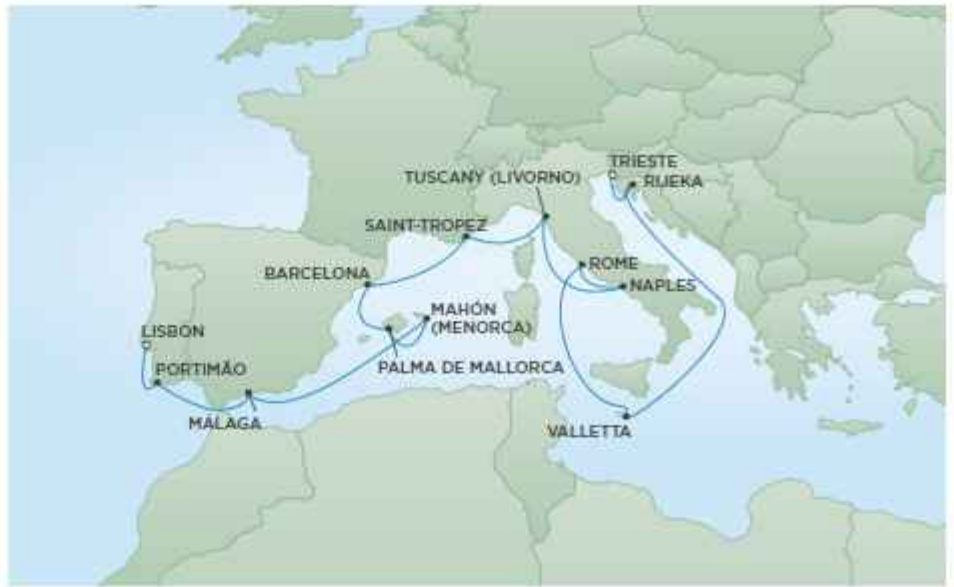 TRIESTE
TUSCANY (LIVORNO)
RIJEKA
SAINT-TROPEZ
ROME
BARCELONA
NAPLES
MAHÓN
(MENORCA)
LISBON
PALMA DE MALLORCA
PORTIMÃO
MÁLAGA
VALLETTA